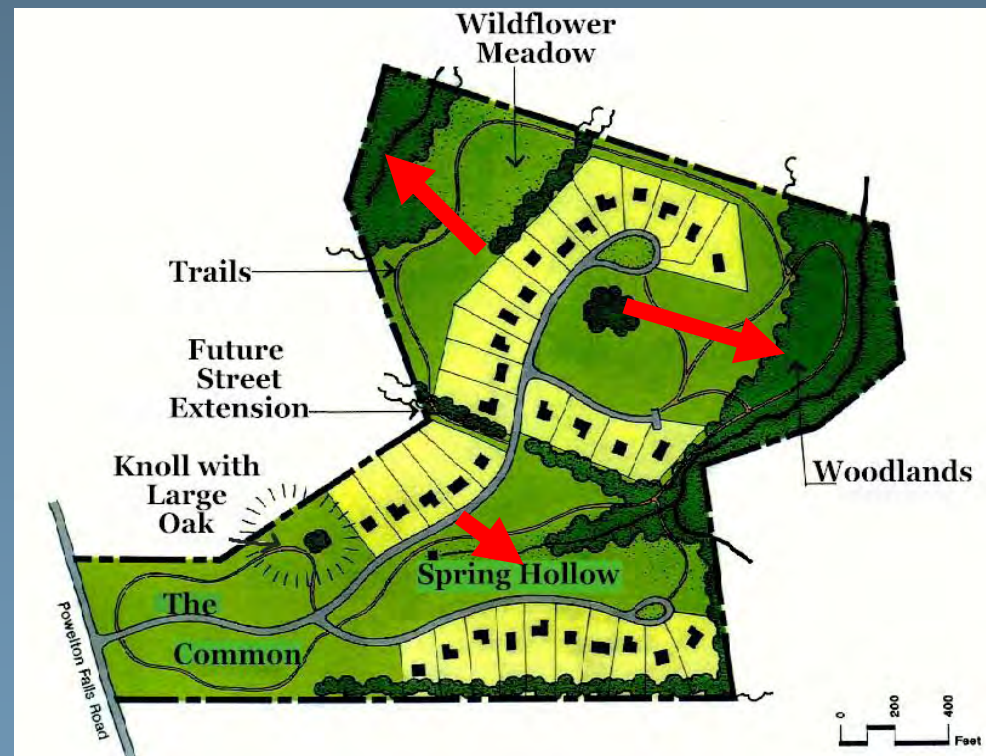 Wildflower
Meadow
Trails
Future
Street
Extension
Knoll with
Large
Oak
Woodlands
Spring Hollow
The
Common
Powelton Falls Road
0 200 400
Feet